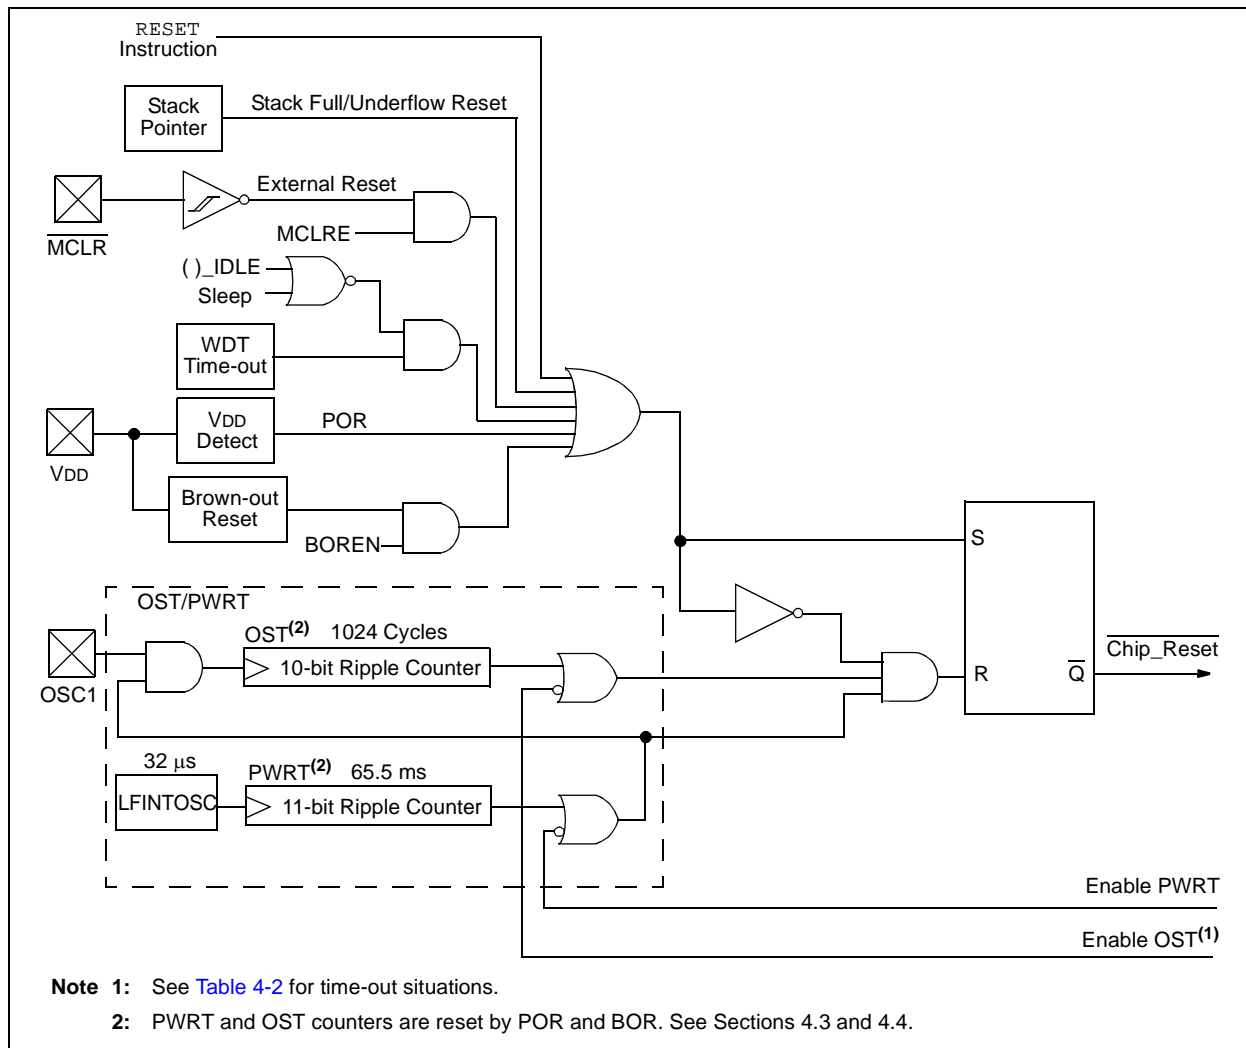 RESET
Instruction
Stack
Pointer
Stack Full/Underflow Reset
External Reset
MCLR
MCLRE
( )_IDLE
Sleep
WDT
Time-out
VDD
Detect
POR
VDD
Brown-out
Reset
BOREN
S
OST/PWRT
OST(2) 1024 Cycles
10-bit Ripple Counter
OSC1
R
Q
Chip_Reset
32 μs
PWRT(2) 65.5 ms
LFINTOSC
11-bit Ripple Counter
Enable PWRT
Enable OST(1)
Note 1: See Table 4-2 for time-out situations.
2: PWRT and OST counters are reset by POR and BOR. See Sections 4.3 and 4.4.